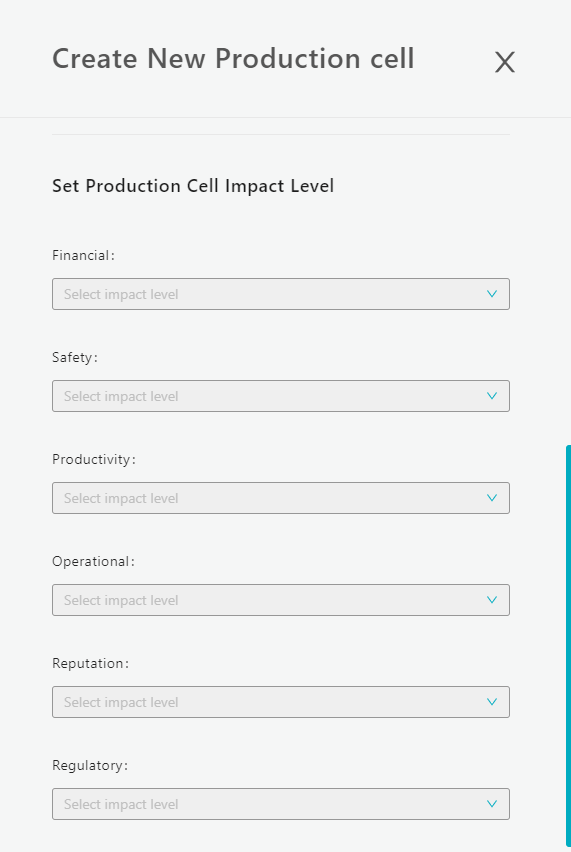 Create New Production cell
Set Production Cell Impact Level
Financial:
Select impact level
Safety:
Select impact level
Productivity:
Select impact level
Operational:
Select impact level
Reputation:
Select impact level
Regulatory:
Select impact level